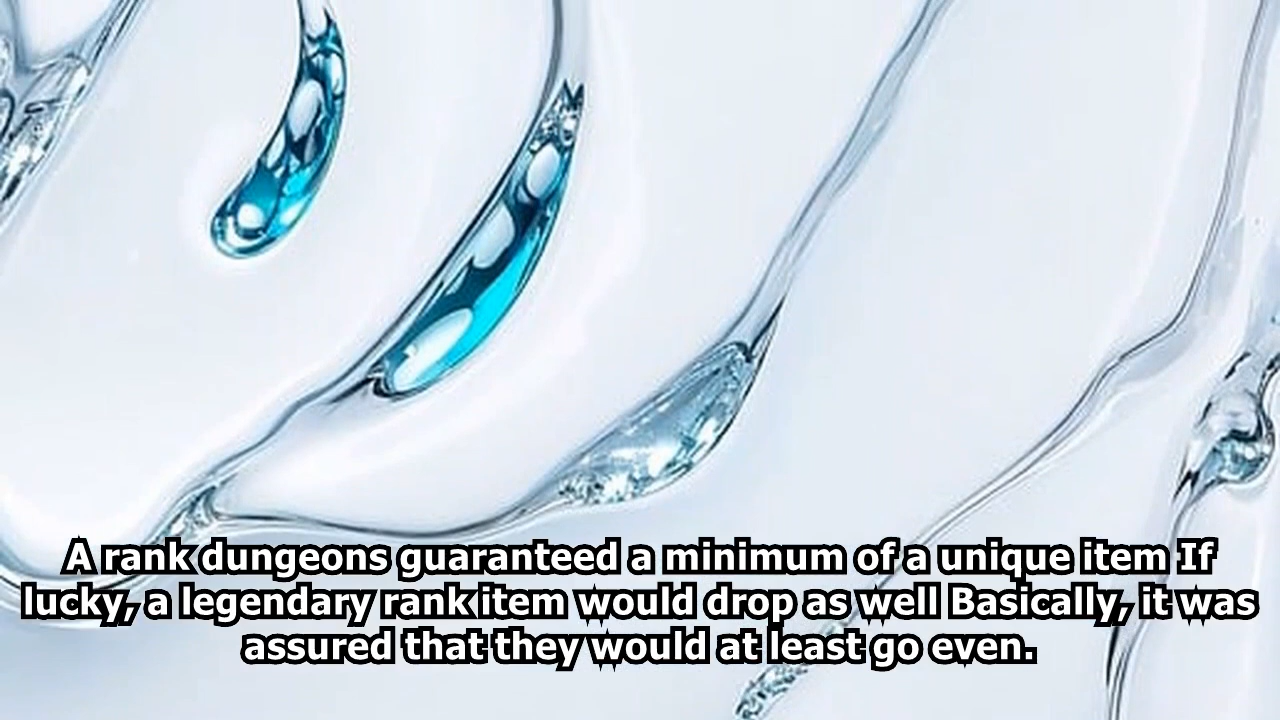 A rank dungeons guaranteed a minimum of a unique item If
lucky, a legendary rank item would drop as well Basically, it was
assured that they would at least go even.